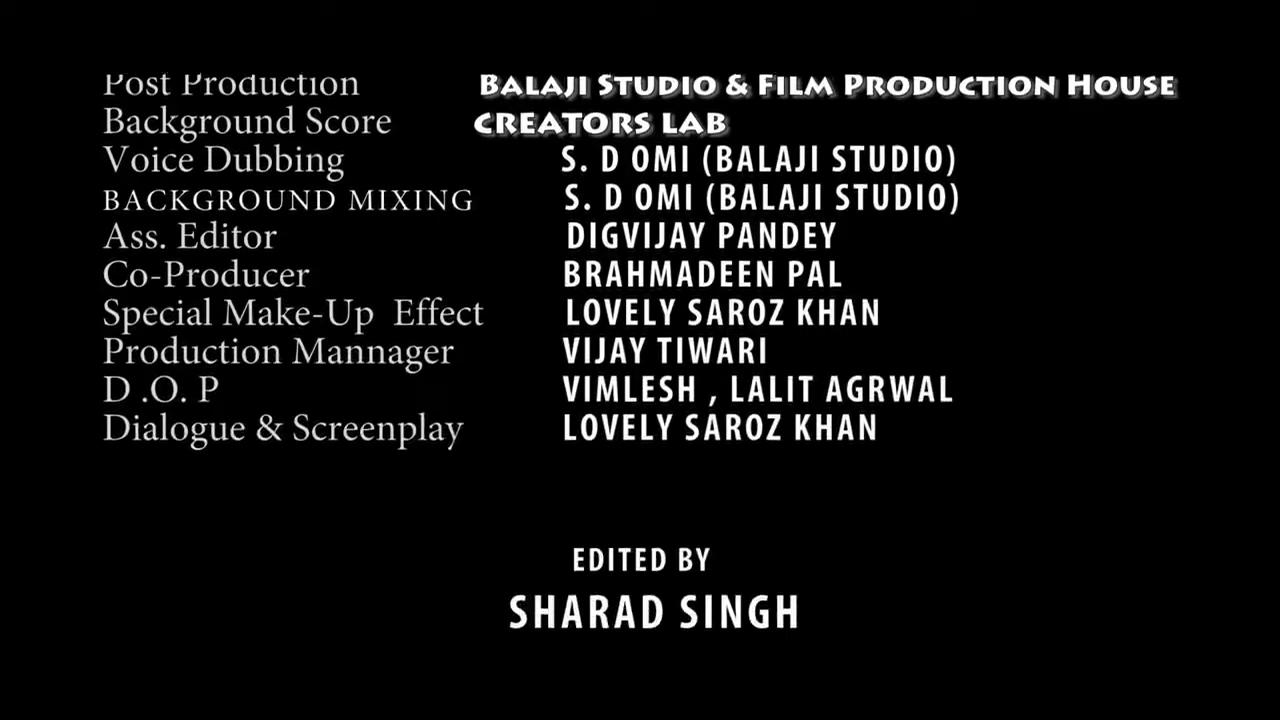 Post Production Balaji Studio & Film Production House
Background Score CREATORS LAB
Voice Dubbing S. D OMI (BALAJI STUDIO)
BACKGROUND MIXING S. D OMI (BALAJI STUDIO)
Ass. Editor DIGVIJAY PANDEY
Co-Producer BRAHMADEEN PAL
Special Make-Up Effect LOVELY SAROZ KHAN
Production Mannager VIJAY TIWARI
D .O. P VIMLESH , LALIT AGRWAL
Dialogue & Screenplay LOVELY SAROZ KHAN
EDITED BY
SHARAD SINGH